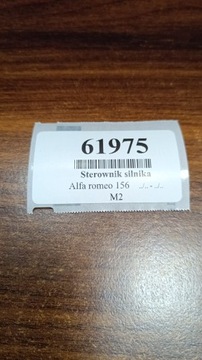 61975
Sterownik silnika
Alfa romeo 156 ./. - ./.
M2